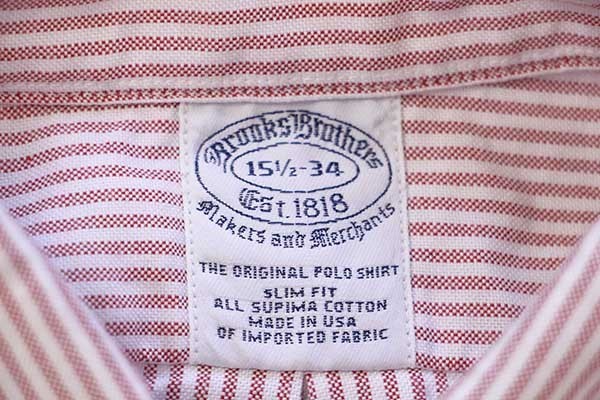 Brooks Brothers
15½-34
Est. 1818
Makers and Merchants
THE ORIGINAL POLO SHIRT
SLIM FIT
ALL SUPIMA COTTON
MADE IN USA
OF IMPORTED FABRIC